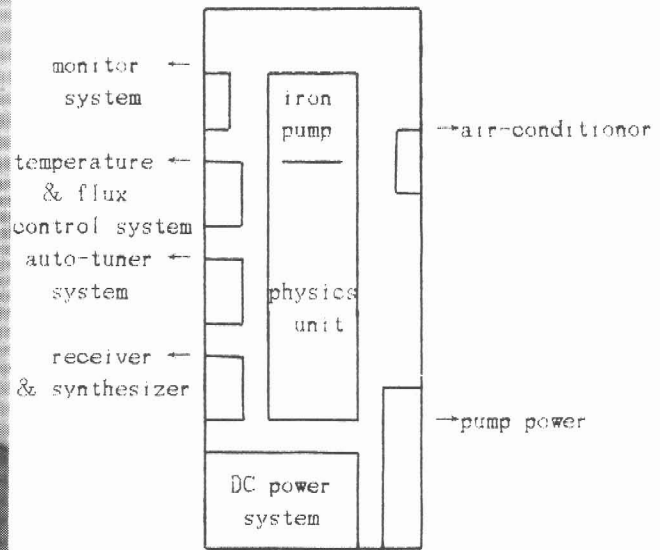 monitor
system
temperature
& flux
control system
auto-tuner
system
receiver
& synthesizer
iron
pump
physics
unit
DC power
system
air-conditionor
pump power